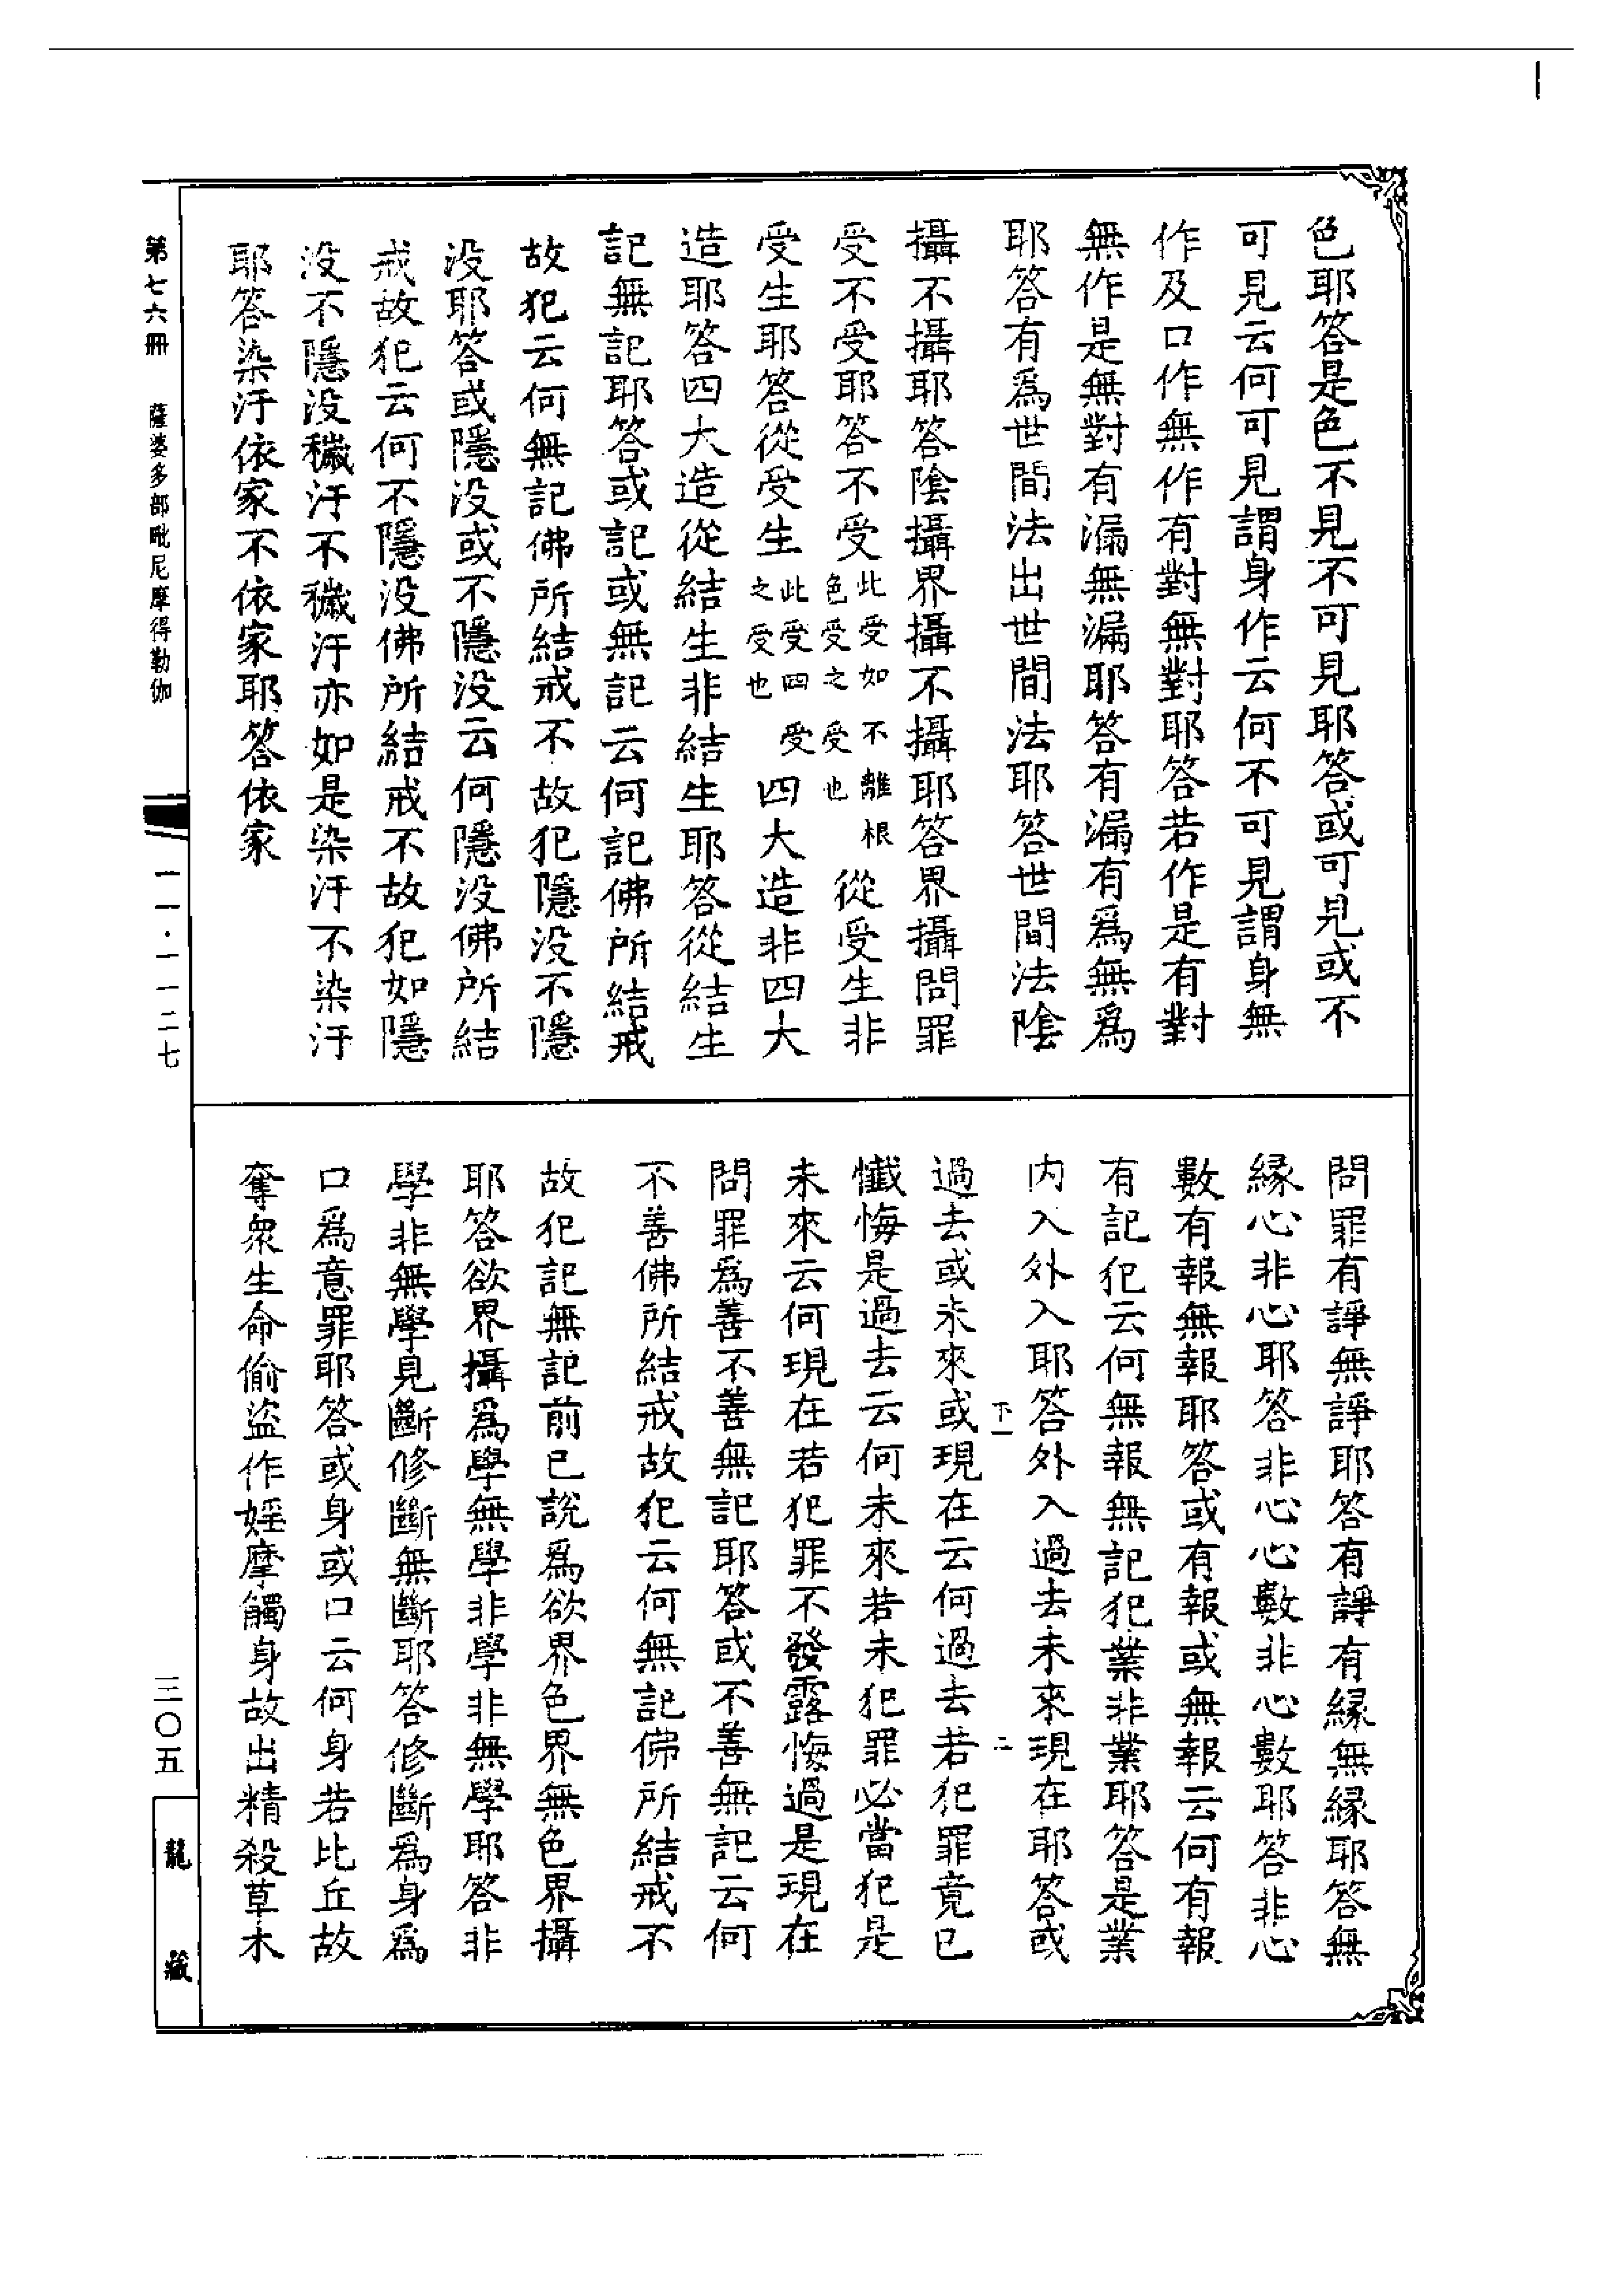 色耶答是色不見不可見耶答或可見或不
可見云何可見謂身作云何不可見謂身無
作及口作無作有對無對耶答若作是有對
無作是無對有漏無漏耶答有漏有爲無爲
耶答有爲世間法出世間法耶答世間法陰
攝不攝耶答陰攝界攝不攝耶答界攝問罪
受不受耶答不受此受如不離根色受之受也從受生非
受生耶答從受生此受四受之受也四大造非四大
造耶答四大造從結生非結生耶答從結生
記無記耶答或記或無記云何記佛所結戒
故犯云何無記佛所結戒不故犯隱没不隱
没耶答或隱没或不隱没云何隱没佛所結
戒故犯云何不隱没佛所結戒不故犯如隱
没不隱没穢汙不穢汙亦如是染汙不染汙
耶答染汙依家不依家耶答依家
問罪有諍無諍耶答有諍有縁無縁耶答無
縁心非心耶答非心心數非心數耶答非心
數有報無報耶答或有報或無報云何有報
有記犯云何無報無記犯業非業耶答是業
内入外入耶答外入過去未來現在耶答或
下一
二
過去或未來或現在云何過去若犯罪竟已
懺悔是過去云何未來若未犯罪必當犯是
未來云何現在若犯罪不發露悔過是現在
問罪爲善不善無記耶答或不善無記云何
不善佛所結戒故犯云何無記佛所結戒不
故犯記無記前已說爲欲界色界無色界攝
耶答欲界攝爲學無學非學非無學耶答非
學非無學見斷修斷無斷耶答修斷爲身爲
口爲意罪耶答或身或口云何身若比丘故
奪衆生命偷盜作婬摩觸身故出精殺草木
第七六冊　薩婆多部毗尼摩得勒伽
一一·一一二七
三〇五
龍藏